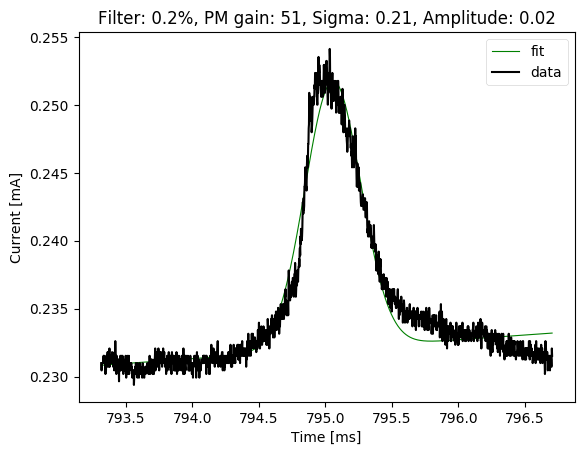 Filter: 0.2%, PM gain: 51, Sigma: 0.21, Amplitude: 0.02
fit
data
0.255
0.250
0.245
0.240
0.235
0.230
Current [mA]
793.5 794.0 794.5 795.0 795.5 796.0 796.5
Time [ms]